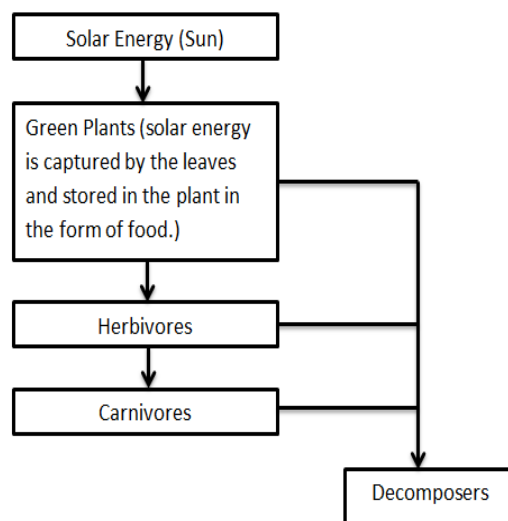 Solar Energy (Sun)
Green Plants (solar energy
is captured by the leaves
and stored in the plant in
the form of food.)
Herbivores
Carnivores
Decomposers